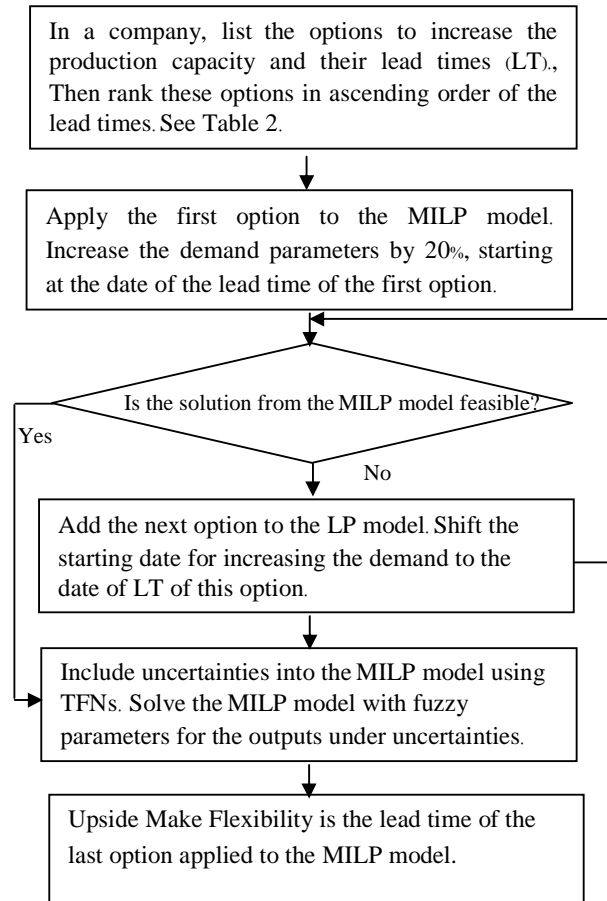 In a company, list the options to increase the
production capacity and their lead times (LT).,
Then rank these options in ascending order of the
lead times. See Table 2.
Apply the first option to the MILP model.
Increase the demand parameters by 20%, starting
at the date of the lead time of the first option.
Is the solution from the MILP model feasible?
Yes
No
Add the next option to the LP model. Shift the
starting date for increasing the demand to the
date of LT of this option.
Include uncertainties into the MILP model using
TFNs. Solve the MILP model with fuzzy
parameters for the outputs under uncertainties.
Upside Make Flexibility is the lead time of the
last option applied to the MILP model.